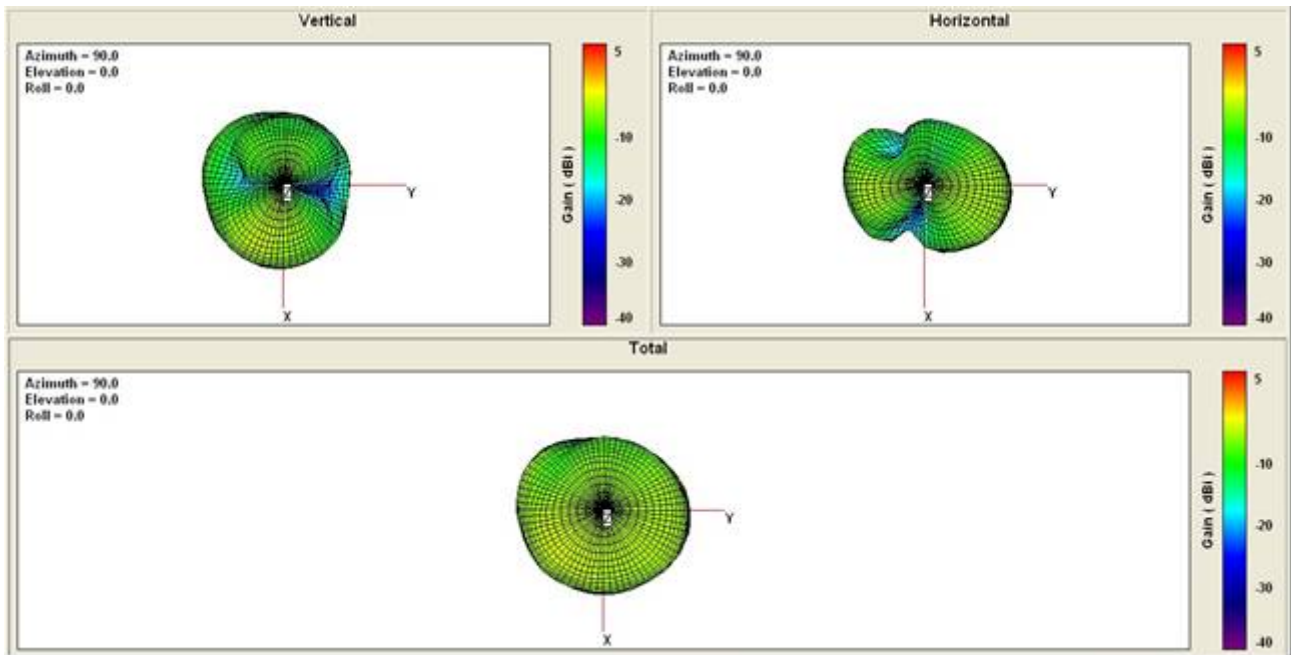 Vertical
Azimuth = 90.0
Elevation = 0.0
Roll = 0.0
Z
Y
X
5
-10
-20
-30
-40
Gain ( dBi )
Horizontal
Azimuth = 90.0
Elevation = 0.0
Roll = 0.0
Z
Y
X
5
-10
-20
-30
-40
Gain ( dBi )
Total
Azimuth = 90.0
Elevation = 0.0
Roll = 0.0
Z
Y
X
5
-10
-20
-30
-40
Gain ( dBi )